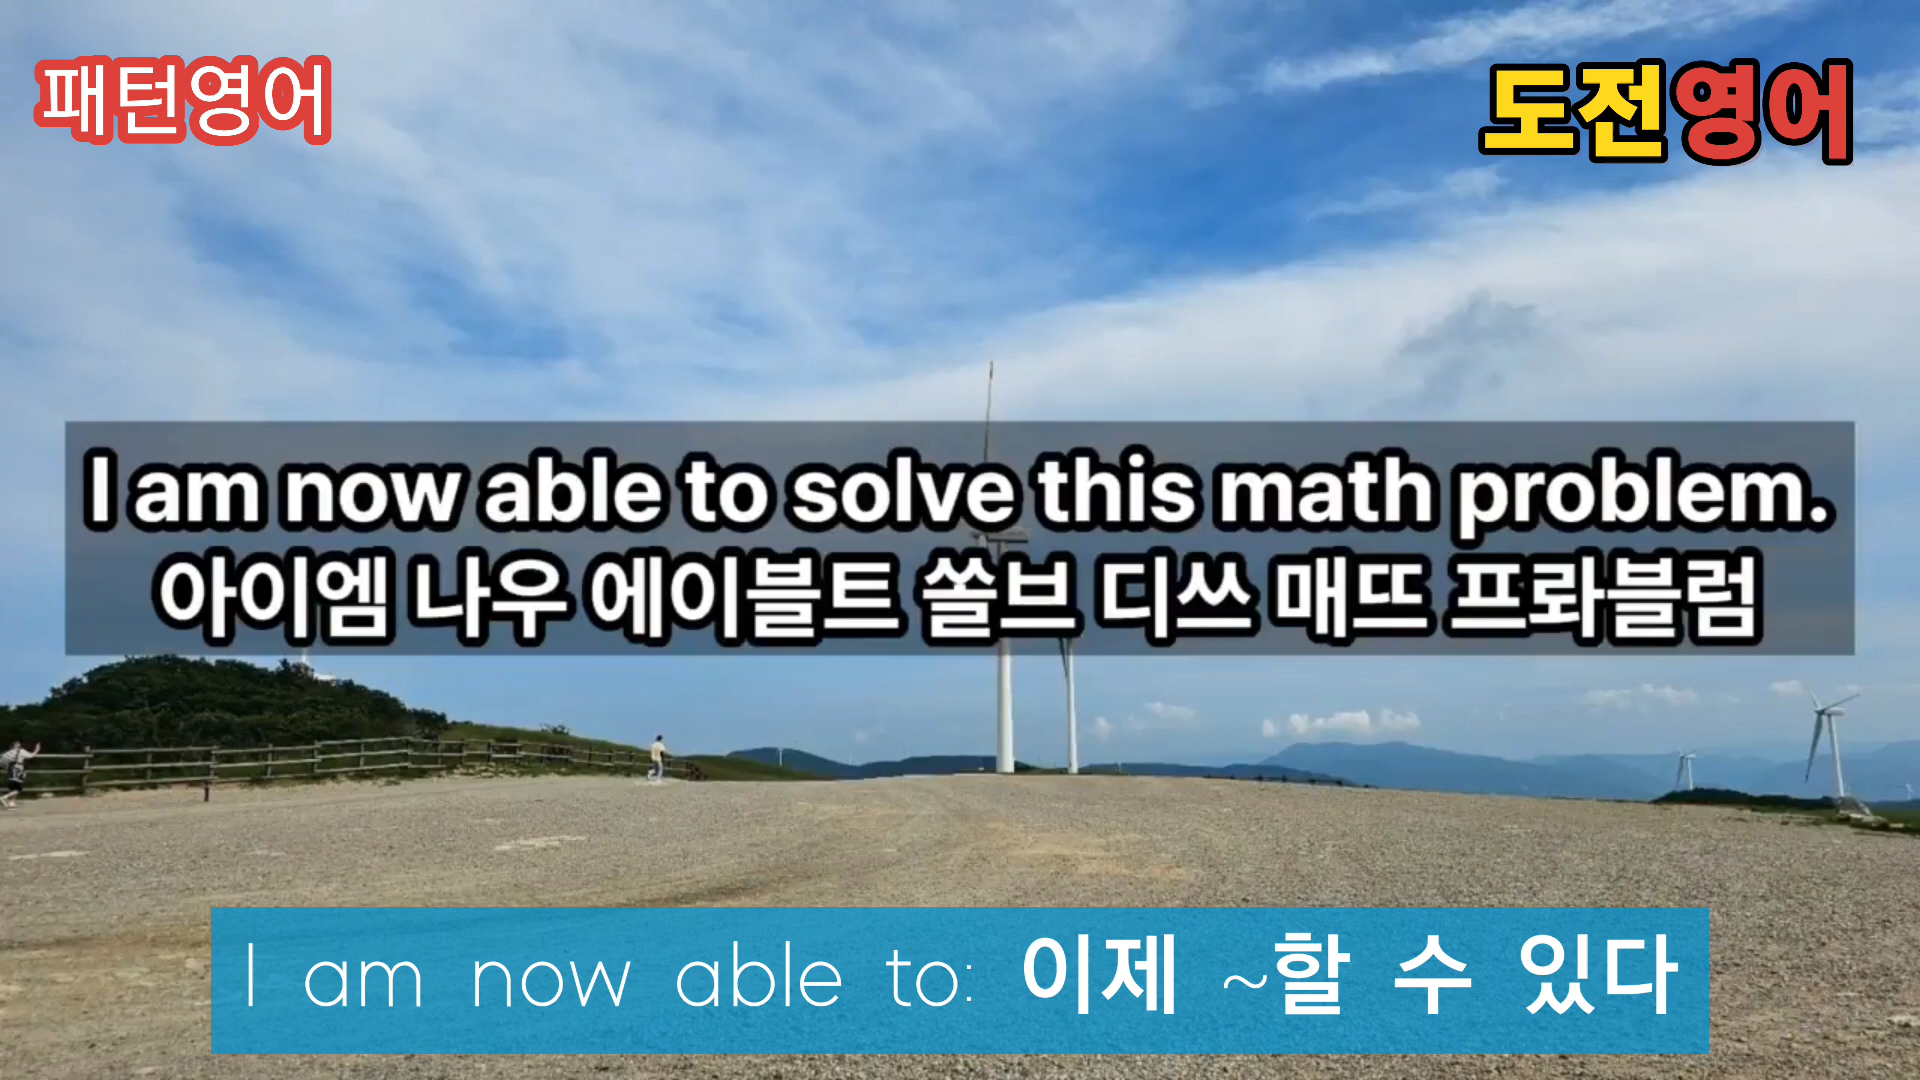 패턴영어
도전영어
I am now able to solve this math problem.
아이엠 나우 에이블트 쏠브 디쓰 매뜨 프롸블럼
I am now able to: 이제 ~할 수 있다